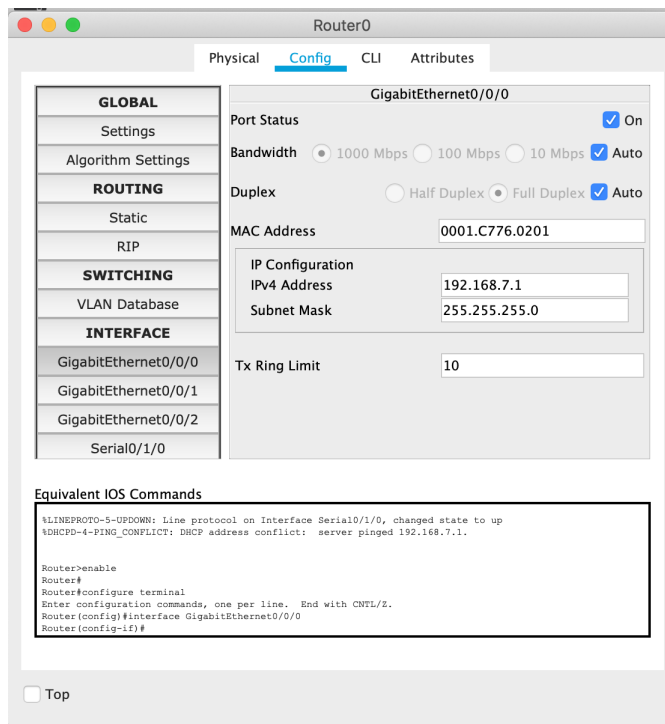 Router0
Physical Config CLI Attributes
GLOBAL
Settings
Algorithm Settings
ROUTING
Static
RIP
SWITCHING
VLAN Database
INTERFACE
GigabitEthernet0/0/0
GigabitEthernet0/0/1
GigabitEthernet0/0/2
Serial0/1/0
GigabitEthernet0/0/0
Port Status On
Bandwidth 1000 Mbps 100 Mbps 10 Mbps Auto
Duplex Half Duplex Full Duplex Auto
MAC Address 0001.C776.0201
IP Configuration
IPv4 Address 192.168.7.1
Subnet Mask 255.255.255.0
Tx Ring Limit 10
Equivalent IOS Commands
%LINEPROTO-5-UPDOWN: Line protocol on Interface Serial0/1/0, changed state to up
%DHCPD-4-PING_CONFLICT: DHCP address conflict: server pinged 192.168.7.1.
Router>enable
Router#
Router#configure terminal
Enter configuration commands, one per line. End with CNTL/Z.
Router(config)#interface GigabitEthernet0/0/0
Router(config-if)#
Top